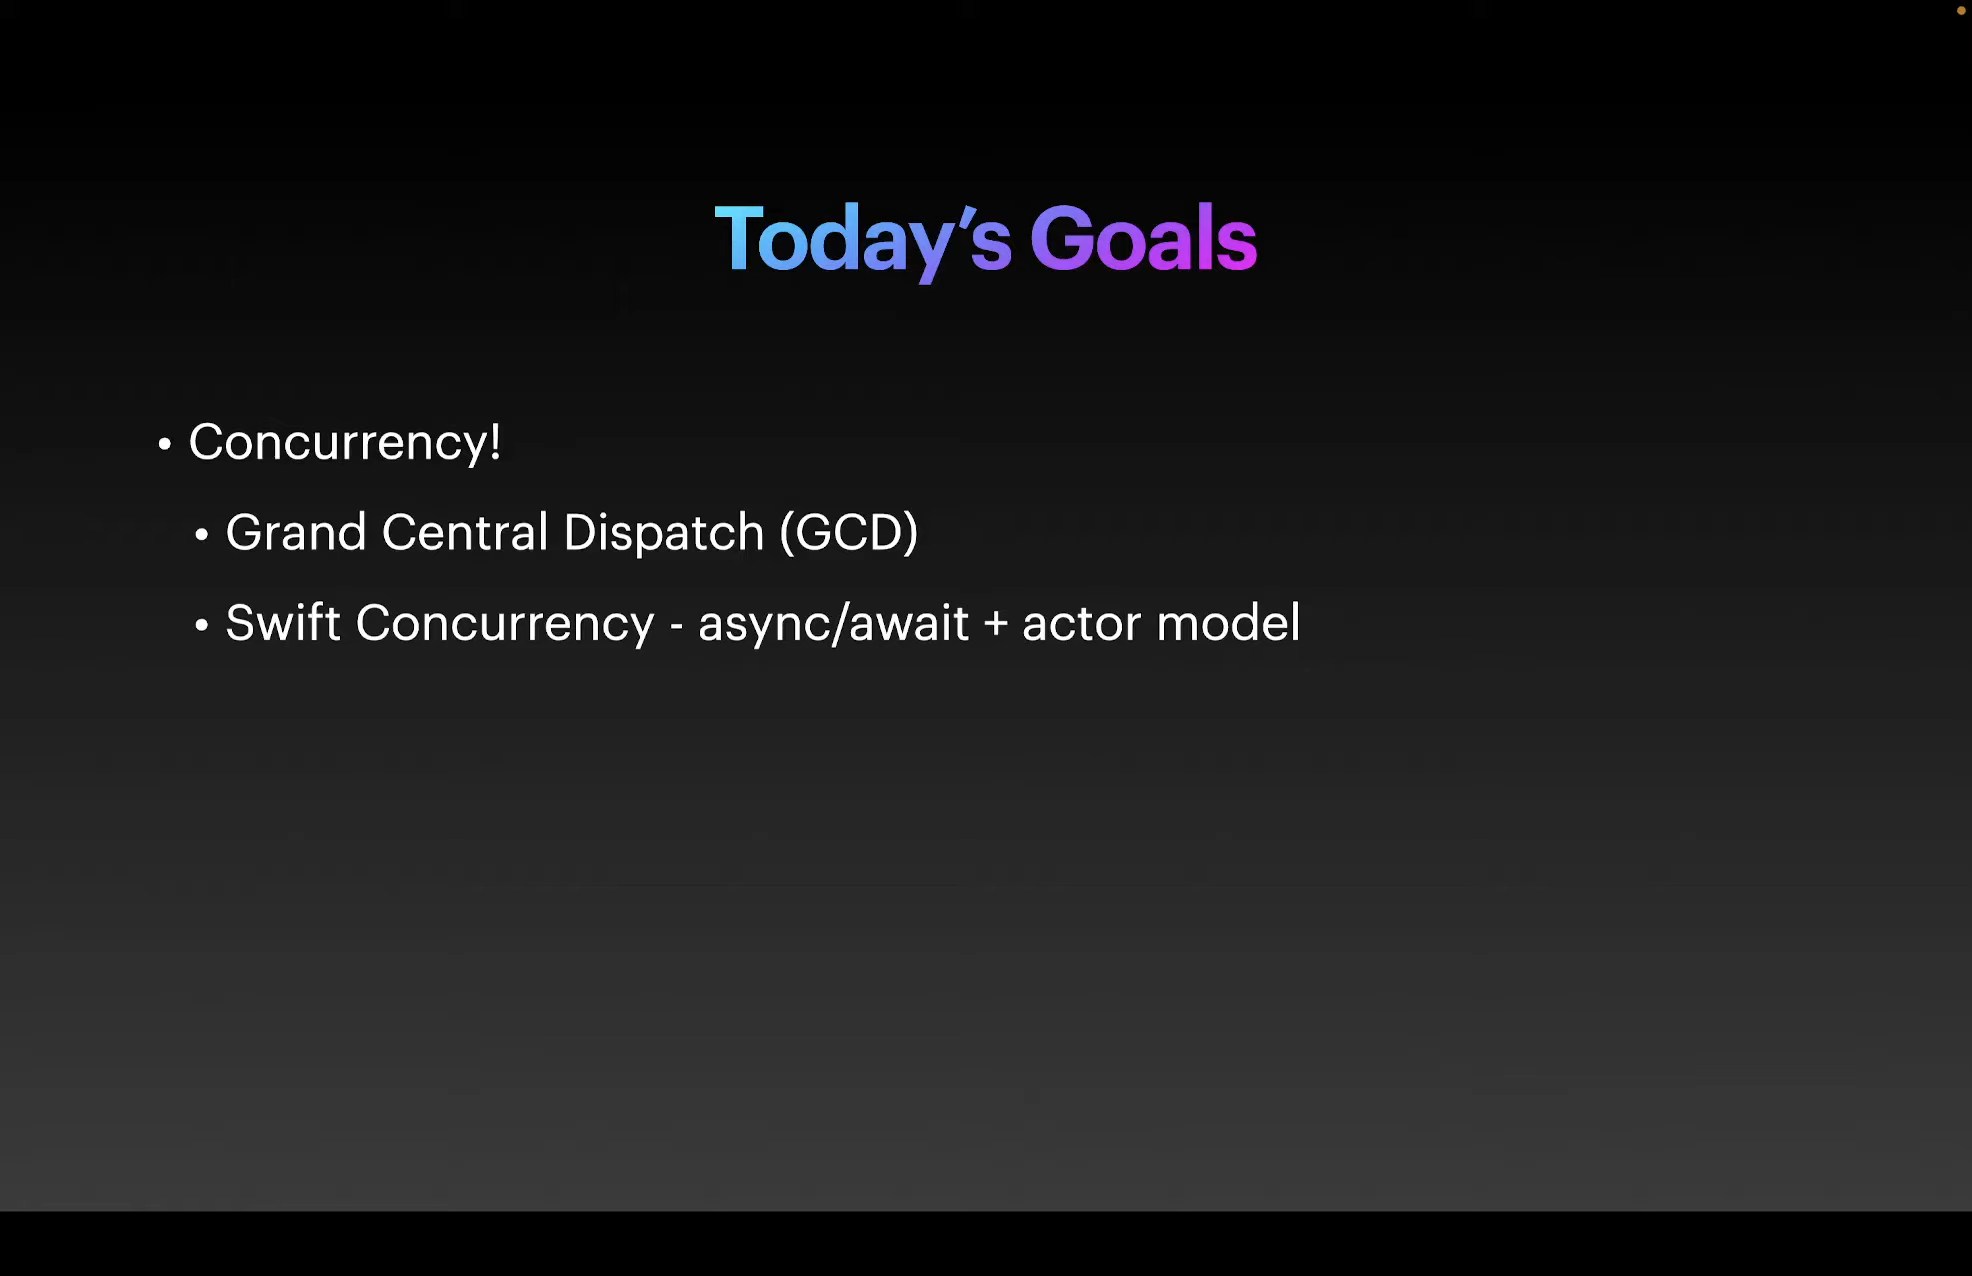 Today’s Goals
• Concurrency!
• Grand Central Dispatch (GCD)
• Swift Concurrency - async/await + actor model